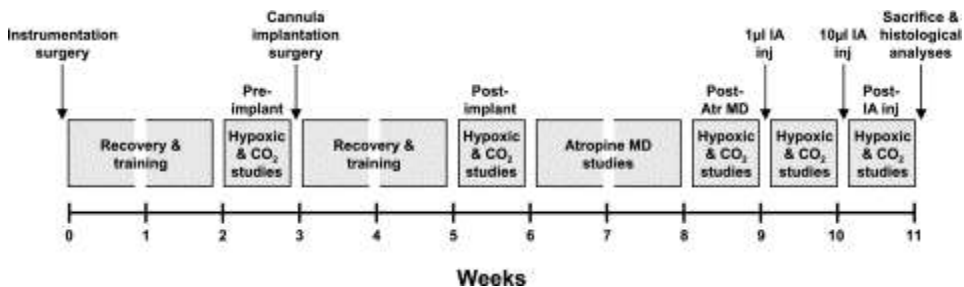 Instrumentation
surgery
Cannula
implantation
surgery
1µl IA
inj
10µl IA
inj
Sacrifice &
histological
analyses
Pre-
implant
Post-
implant
Post-
Atr MD
Post-
IA inj
Recovery &
training
Hypoxic
& CO₂
studies
Recovery &
training
Hypoxic
& CO₂
studies
Atropine MD
studies
Hypoxic
& CO₂
studies
Hypoxic
& CO₂
studies
Hypoxic
& CO₂
studies
0 1 2 3 4 5 6 7 8 9 10 11
Weeks